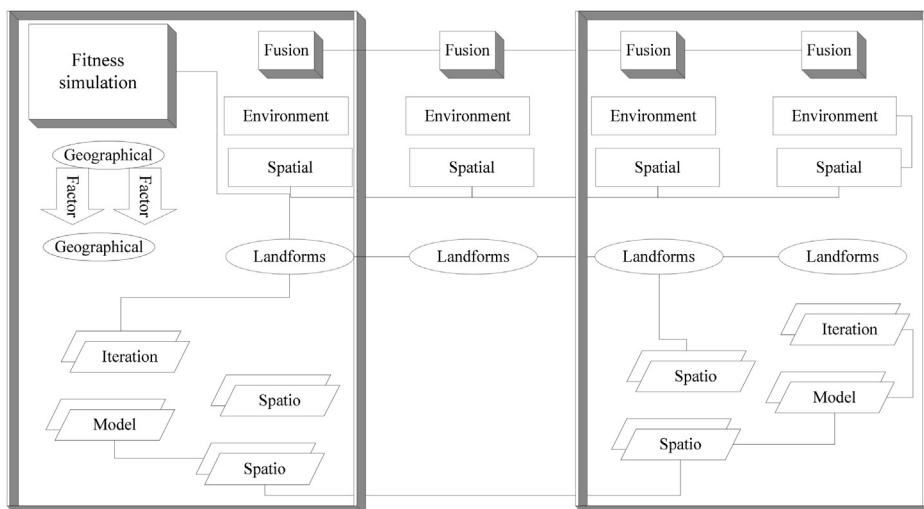 Fitness
simulation
Fusion
Fusion
Fusion
Fusion
Environment
Environment
Environment
Environment
Geographical
Factor
Factor
Geographical
Spatial
Spatial
Spatial
Spatial
Landforms
Landforms
Landforms
Landforms
Iteration
Iteration
Spatio
Spatio
Model
Model
Spatio
Spatio